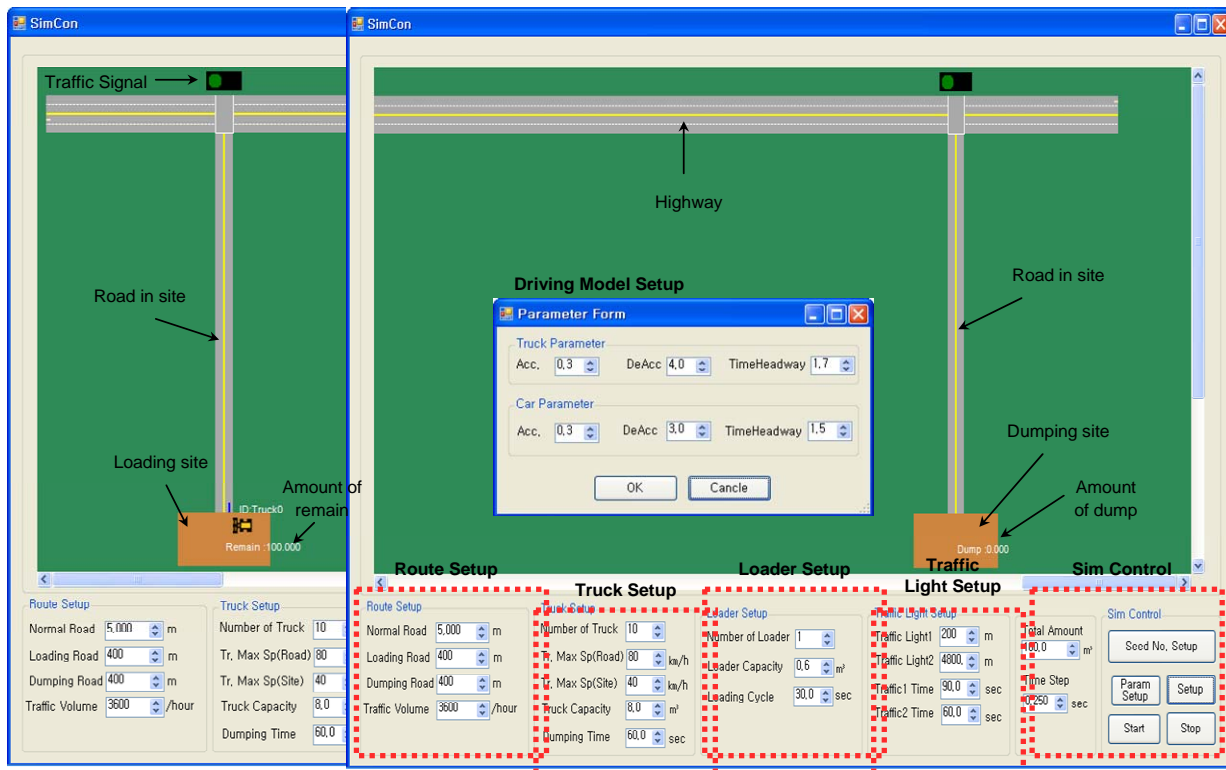 SimCon
Traffic Signal
Road in site
Loading site
Amount of
remain
ID:Truck0
Remain :100.000
Route Setup
Normal Road 5,000 m
Loading Road 400 m
Dumping Road 400 m
Traffic Volume 3600 /hour
Truck Setup
Number of Truck 10
Tr, Max Sp(Road) 80
Tr, Max Sp(Site) 40
Truck Capacity 8,0
Dumping Time 60,0
SimCon
Highway
Road in site
Driving Model Setup
Parameter Form
Truck Parameter
Acc, 0,3 DeAcc 4,0 TimeHeadway 1,7
Car Parameter
Acc, 0,3 DeAcc 3,0 TimeHeadway 1,5
OK Cancle
Dumping site
Amount
of dump
Dump :0.000
Route Setup
Route Setup
Normal Road 5,000 m
Loading Road 400 m
Dumping Road 400 m
Traffic Volume 3600 /hour
Truck Setup
Truck Setup
Number of Truck 10
Tr, Max Sp(Road) 80 km/h
Tr, Max Sp(Site) 40 km/h
Truck Capacity 8,0 m³
Dumping Time 60,0 sec
Loader Setup
Loader Setup
Number of Loader 1
Loader Capacity 0,6 m³
Loading Cycle 30,0 sec
Traffic
Light Setup
Traffic Light Setup
Traffic Light1 200 m
Traffic Light2 4800, m
Traffic1 Time 90,0 sec
Traffic2 Time 60,0 sec
Sim Control
Total Amount
100,0 m³
Time Step
0,250 sec
Sim Control
Seed No, Setup
Param
Setup
Setup
Start Stop